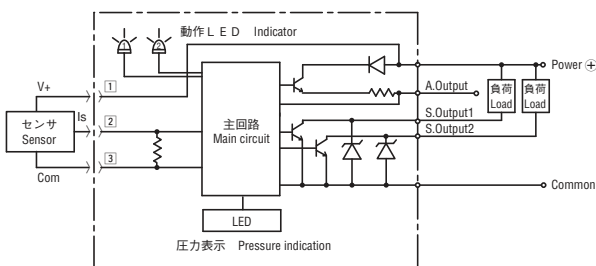 動作ＬＥＤ Indicator
1
2
V+
1
センサ
Sensor
Is
2
Com
3
主回路
Main circuit
LED
圧力表示 Pressure indication
Power ⊕
A.Output
S.Output1
S.Output2
負荷
Load
負荷
Load
Common